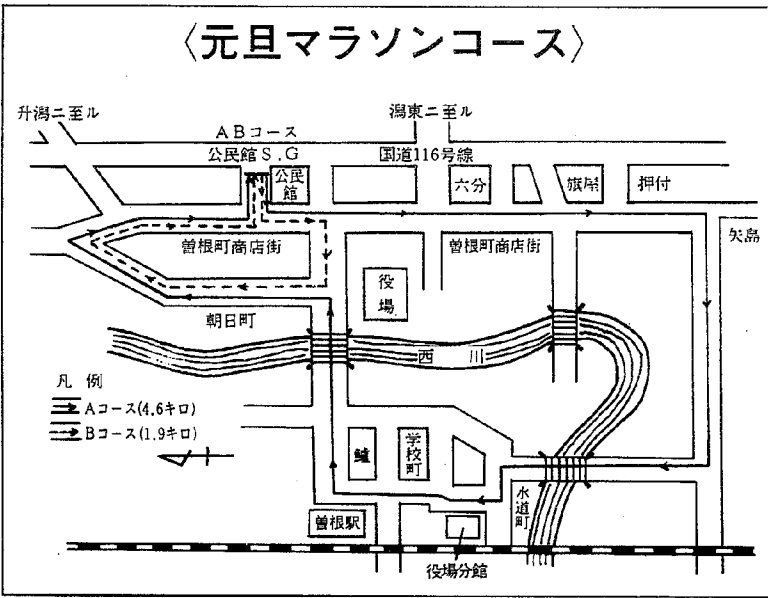 〈元旦マラソンコース〉
升潟ニ至ル
潟東ニ至ル
ABコース
公民館S.G
国道116号線
公民館
六分
旗屋
押付
矢島
曽根町商店街
曽根町商店街
役場
朝日町
西川
凡例
Aコース(4.6キロ)
Bコース(1.9キロ)
鱸
学校町
水道町
曽根駅
役場分館